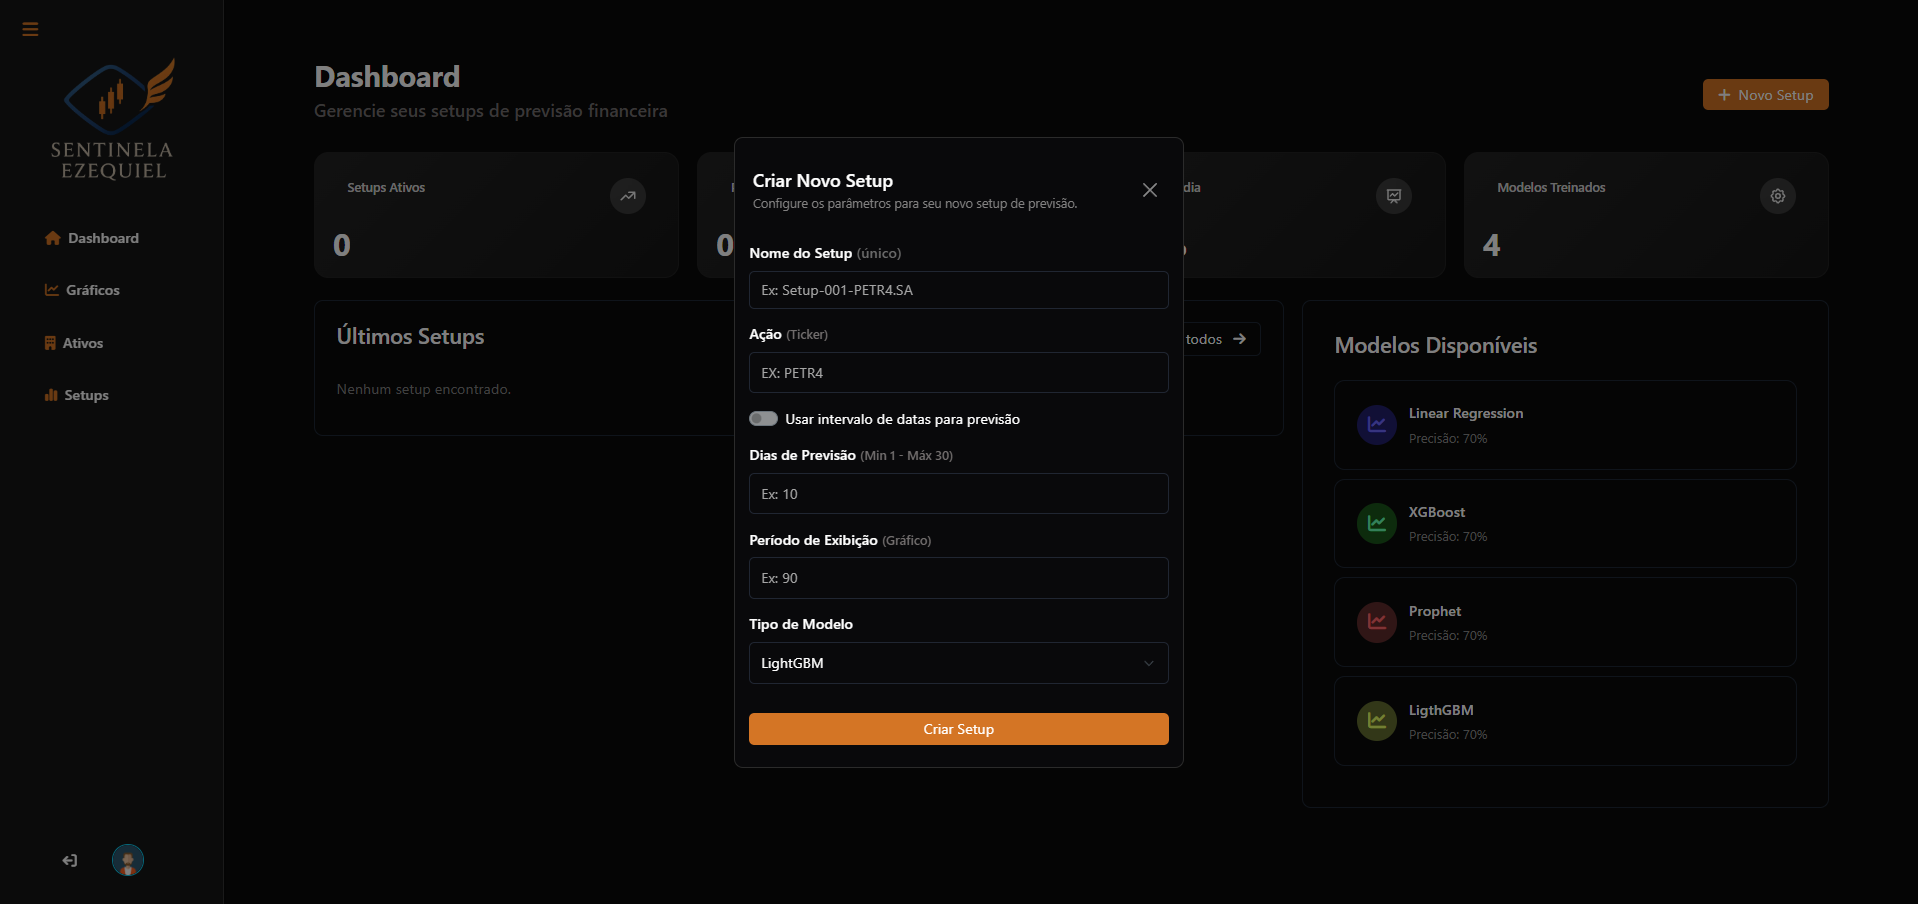 SENTINELA
EZEQUIEL
Dashboard
Gráficos
Ativos
Setups
Dashboard
Gerencie seus setups de previsão financeira
Novo Setup
Setups Ativos
0
0
dia
Modelos Treinados
4
Últimos Setups
todos
Nenhum setup encontrado.
Criar Novo Setup
Configure os parâmetros para seu novo setup de previsão.
Nome do Setup (único)
Ex: Setup-001-PETR4.SA
Ação (Ticker)
EX: PETR4
Usar intervalo de datas para previsão
Dias de Previsão (Min 1 - Máx 30)
Ex: 10
Período de Exibição (Gráfico)
Ex: 90
Tipo de Modelo
LightGBM
Criar Setup
Modelos Disponíveis
Linear Regression
Precisão: 70%
XGBoost
Precisão: 70%
Prophet
Precisão: 70%
LigthGBM
Precisão: 70%